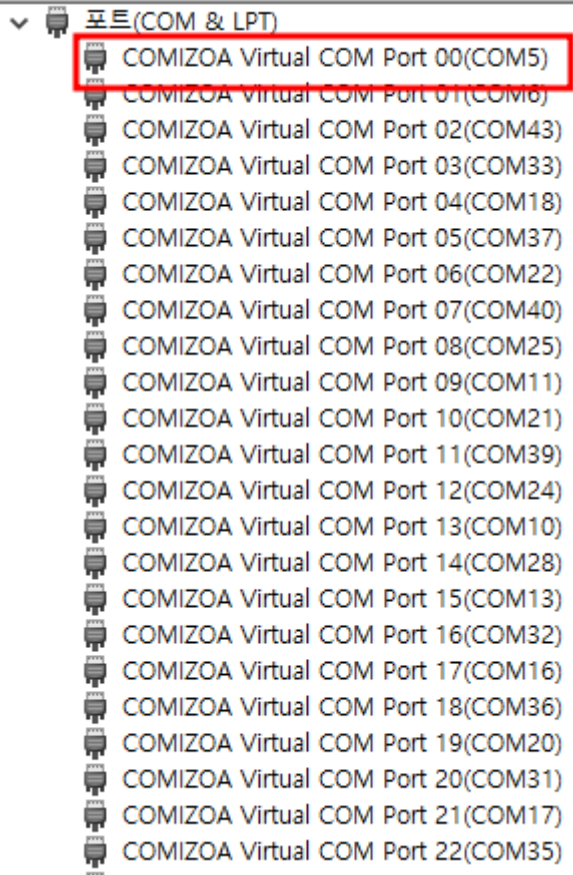 포트(COM & LPT)
COMIZOA Virtual COM Port 00(COM5)
COMIZOA Virtual COM Port 01(COM6)
COMIZOA Virtual COM Port 02(COM43)
COMIZOA Virtual COM Port 03(COM33)
COMIZOA Virtual COM Port 04(COM18)
COMIZOA Virtual COM Port 05(COM37)
COMIZOA Virtual COM Port 06(COM22)
COMIZOA Virtual COM Port 07(COM40)
COMIZOA Virtual COM Port 08(COM25)
COMIZOA Virtual COM Port 09(COM11)
COMIZOA Virtual COM Port 10(COM21)
COMIZOA Virtual COM Port 11(COM39)
COMIZOA Virtual COM Port 12(COM24)
COMIZOA Virtual COM Port 13(COM10)
COMIZOA Virtual COM Port 14(COM28)
COMIZOA Virtual COM Port 15(COM13)
COMIZOA Virtual COM Port 16(COM32)
COMIZOA Virtual COM Port 17(COM16)
COMIZOA Virtual COM Port 18(COM36)
COMIZOA Virtual COM Port 19(COM20)
COMIZOA Virtual COM Port 20(COM31)
COMIZOA Virtual COM Port 21(COM17)
COMIZOA Virtual COM Port 22(COM35)